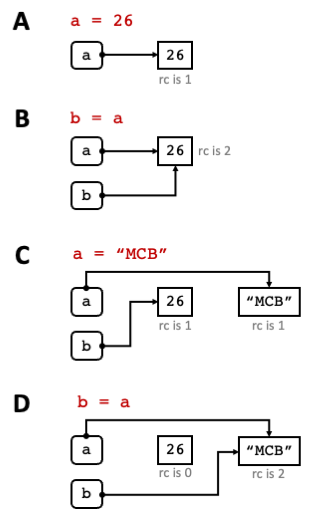 A a = 26
a 26
rc is 1
B b = a
a 26 rc is 2
b
C a = “MCB”
a 26 “MCB”
rc is 1 rc is 1
b
D b = a
a 26 “MCB”
rc is 0 rc is 2
b